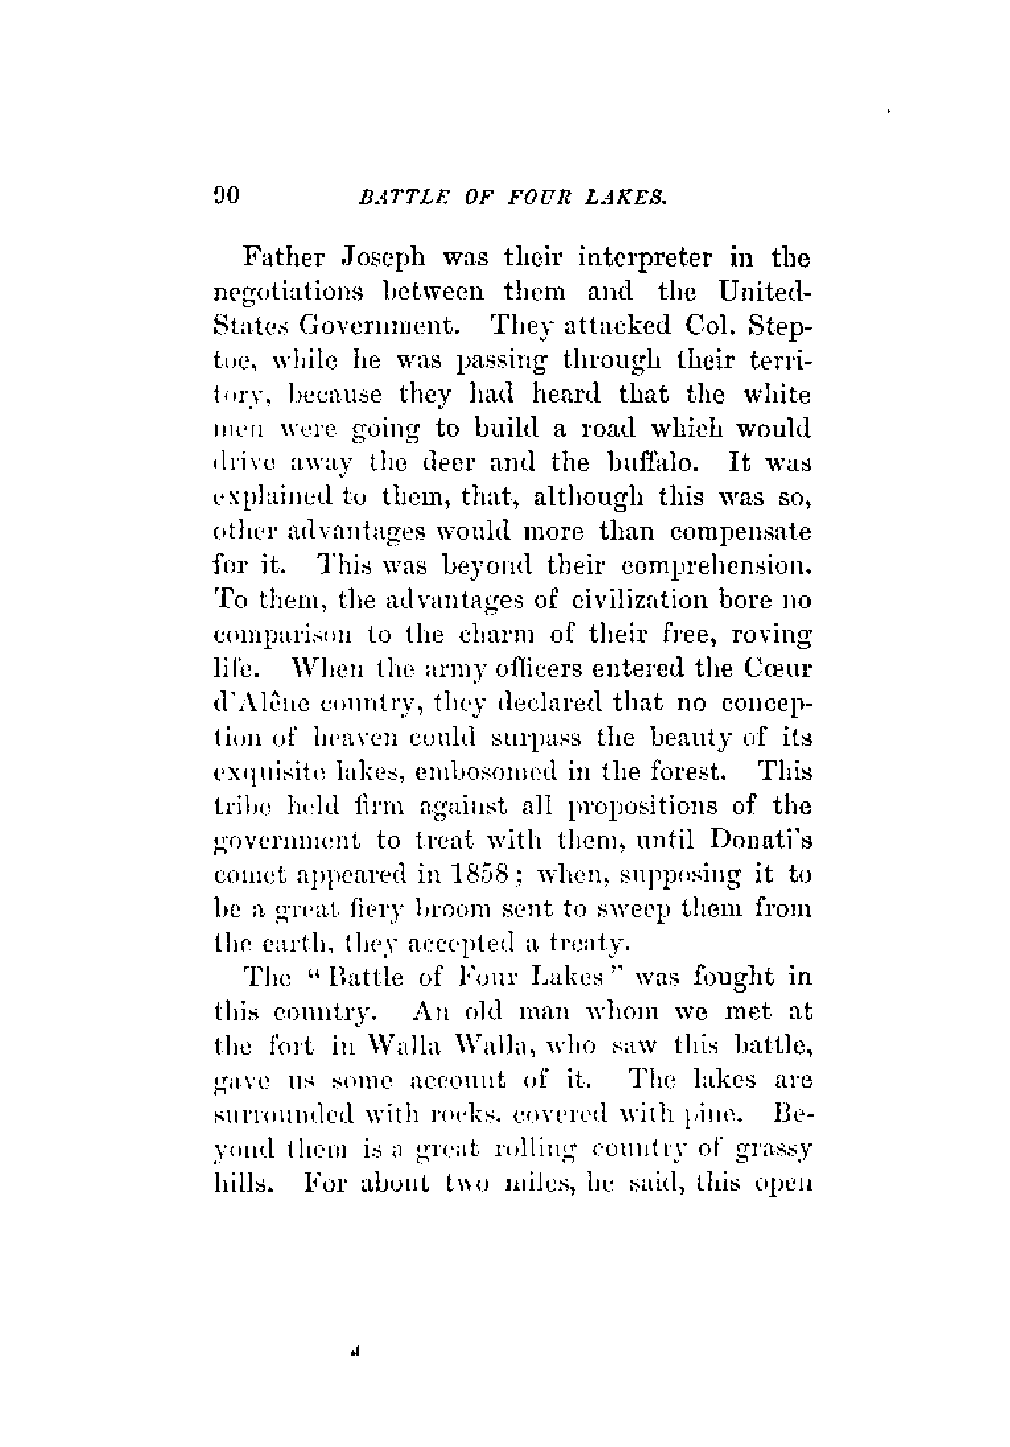 90 BATTLE OF FOUR LAKES.
Father Joseph was their interpreter in the
negotiations between them and the United-
States Government. They attacked Col. Step-
toe, while he was passing through their terri-
tory, because they had heard that the white
men were going to build a road which would
drive away the deer and the buffalo. It was
explained to them, that, although this was so,
other advantages would more than compensate
for it. This was beyond their comprehension.
To them, the advantages of civilization bore no
comparison to the charm of their free, roving
life. When the army officers entered the Cœur
d'Alêne country, they declared that no concep-
tion of heaven could surpass the beauty of its
exquisite lakes, embosomed in the forest. This
tribe held firm against all propositions of the
government to treat with them, until Donati's
comet appeared in 1858; when, supposing it to
be a great fiery broom sent to sweep them from
the earth, they accepted a treaty.
The “Battle of Four Lakes” was fought in
this country. An old man whom we met at
the fort in Walla Walla, who saw this battle,
gave us some account of it. The lakes are
surrounded with rocks, covered with pine. Be-
yond them is a great rolling country of grassy
hills. For about two miles, he said, this open